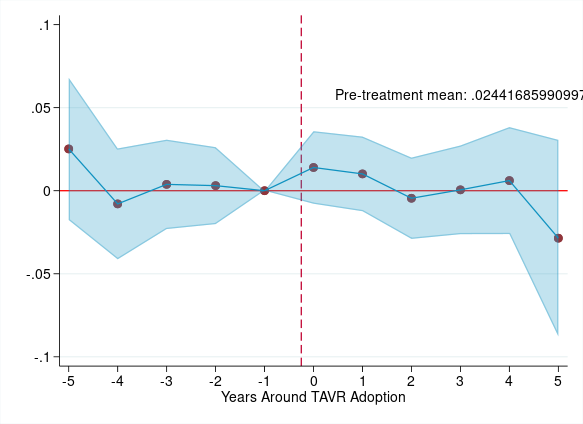 .1
Pre-treatment mean: .02441685990997
.05
0
-.05
-.1
-5 -4 -3 -2 -1 0 1 2 3 4 5
Years Around TAVR Adoption